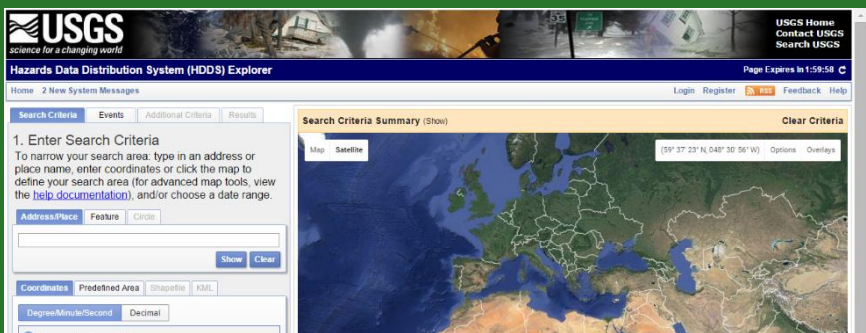 USGS
science for a changing world
USGS Home
Contact USGS
Search USGS
Hazards Data Distribution System (HDDS) Explorer
Page Expires In 1:59:58
Home 2 New System Messages
Login Register RSS Feedback Help
Search Criteria Events Additional Criteria Results
Search Criteria Summary (Show)
Clear Criteria
1. Enter Search Criteria
To narrow your search area: type in an address or
place name, enter coordinates or click the map to
define your search area (for advanced map tools, view
the help documentation), and/or choose a date range.
Address/Place Feature Circle
Show Clear
Coordinates Predefined Area Shapefile KML
Degree/Minute/Second Decimal
Map Satellite
(59° 37' 23" N, 048° 30' 56" W) Options Overlays